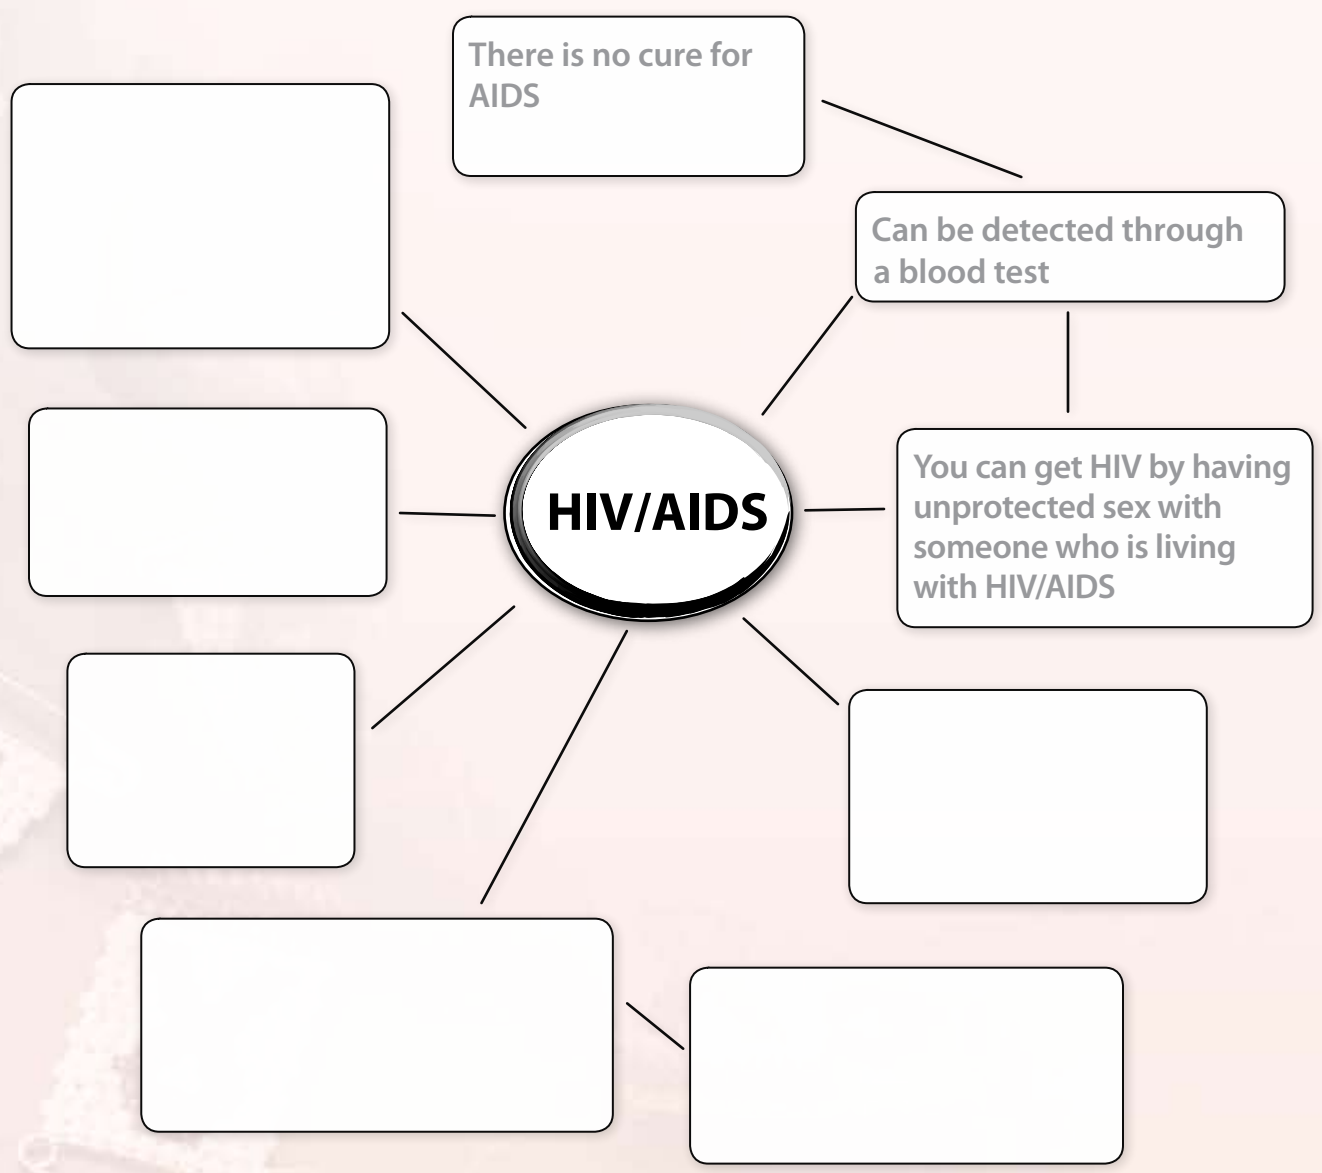 There is no cure for
AIDS
Can be detected through
a blood test
HIV/AIDS
You can get HIV by having
unprotected sex with
someone who is living
with HIV/AIDS